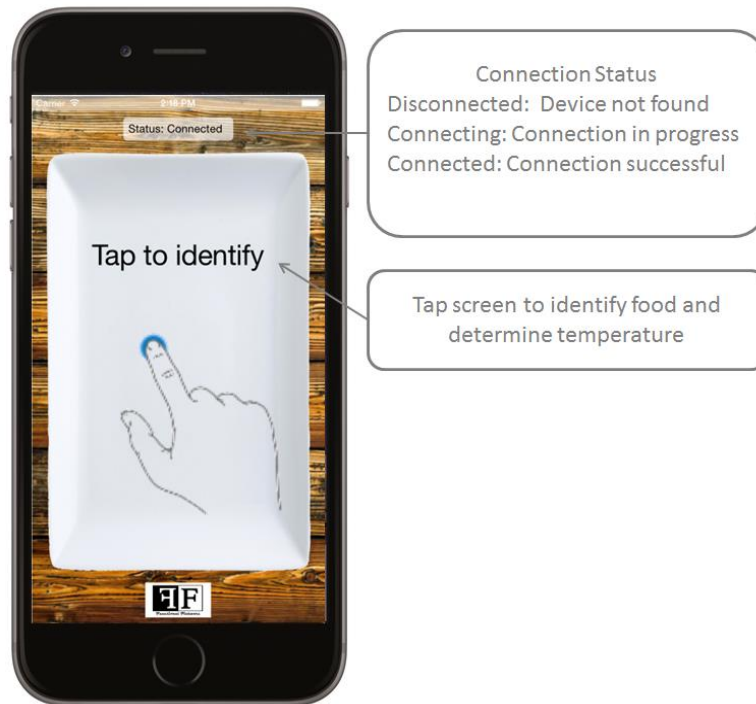 Carrier 2:16 PM
Status: Connected
Tap to identify
FF
Connection Status
Disconnected: Device not found
Connecting: Connection in progress
Connected: Connection successful
Tap screen to identify food and
determine temperature